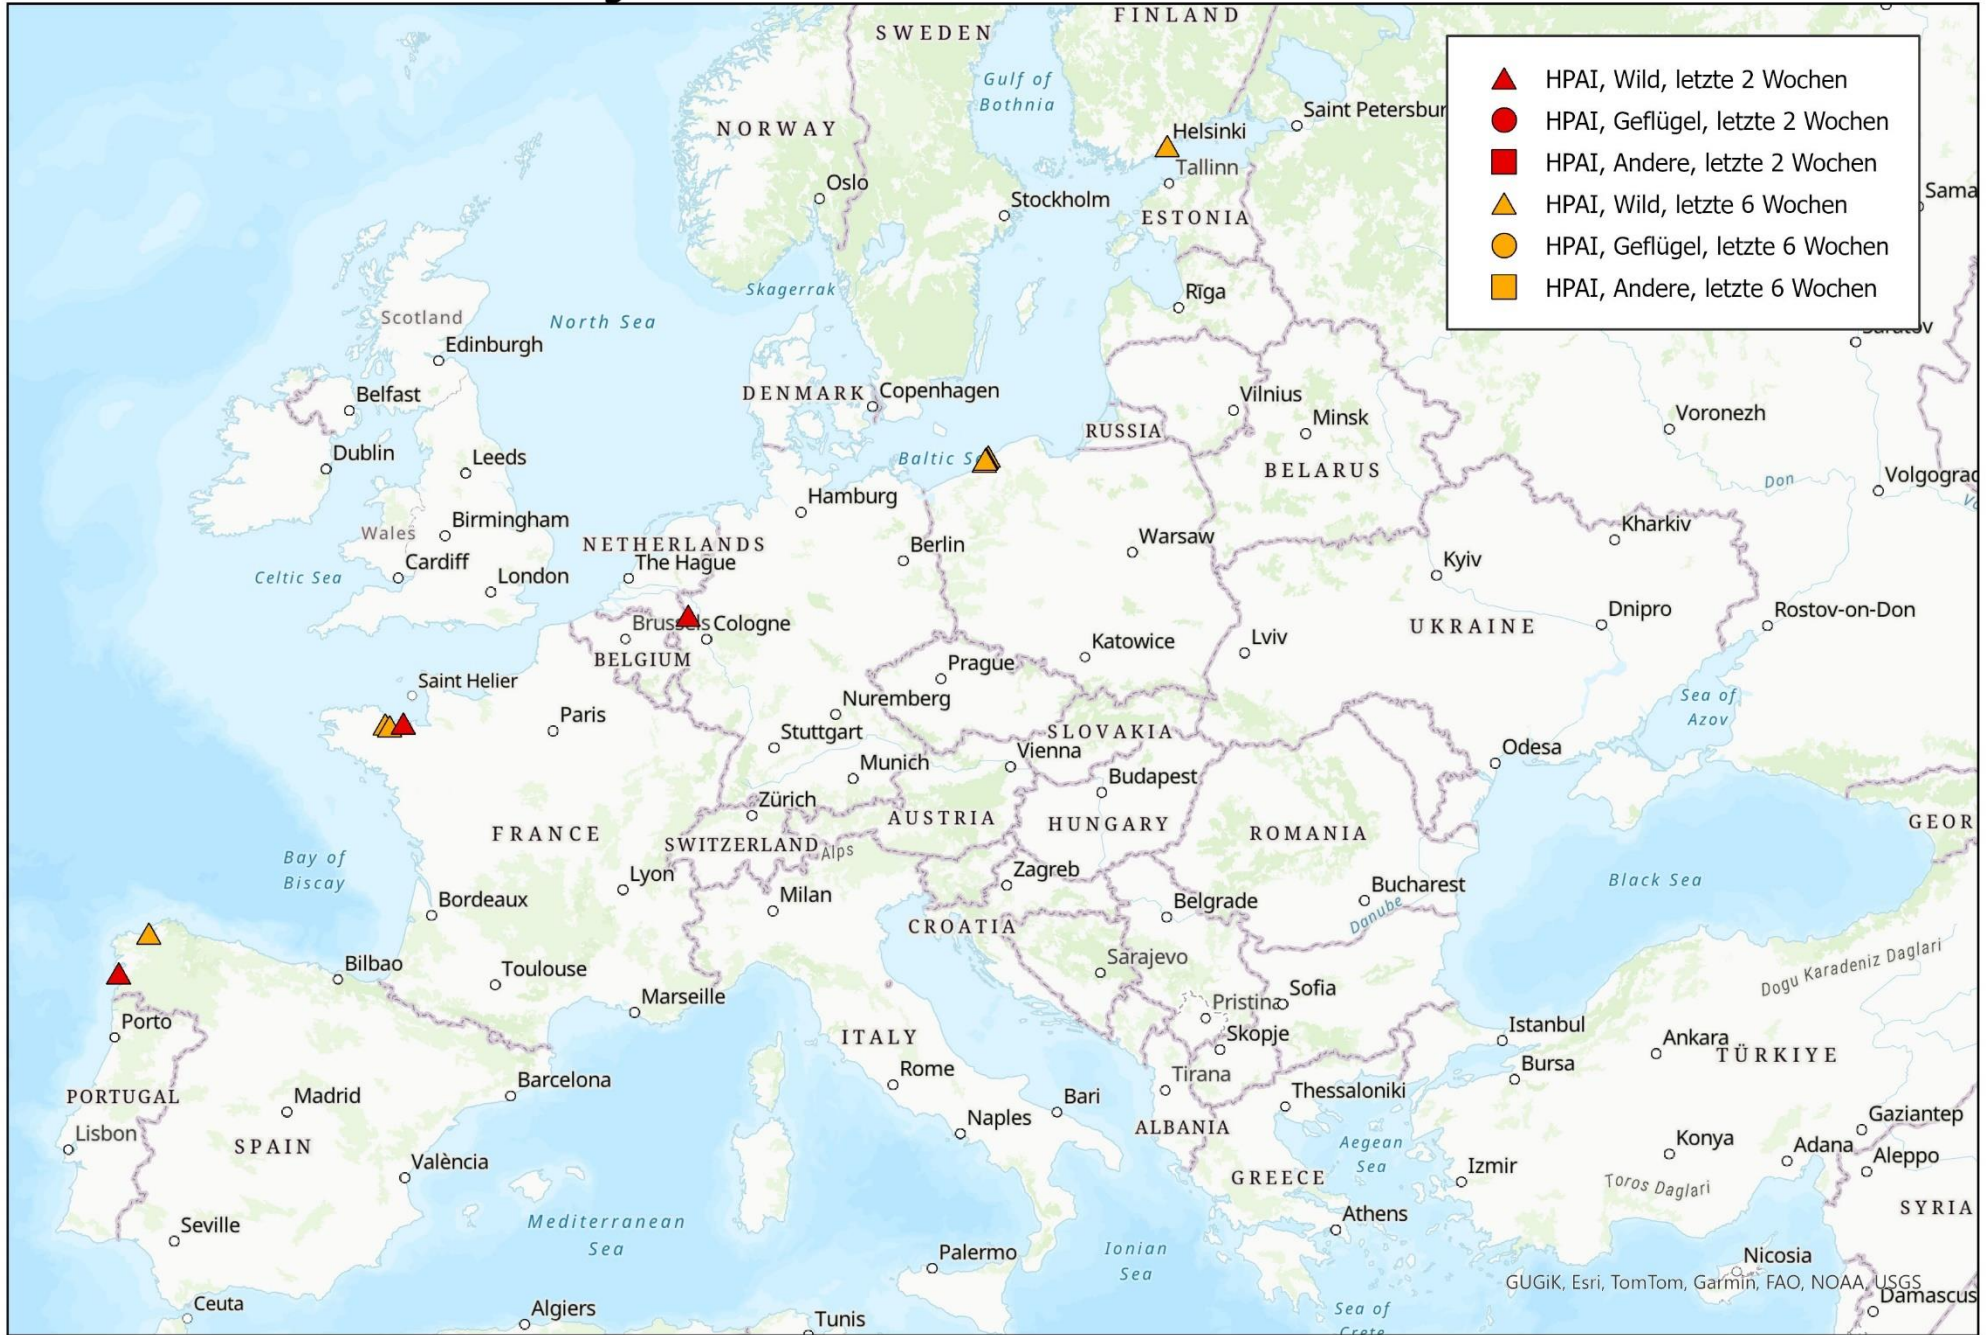 SWEDEN
FINLAND
Gulf of
Bothnia
NORWAY
Helsinki
Tallinn
Oslo
Stockholm
ESTONIA
Saint Petersbur
Sama
HPAI, Wild, letzte 2 Wochen
HPAI, Geflügel, letzte 2 Wochen
HPAI, Andere, letzte 2 Wochen
HPAI, Wild, letzte 6 Wochen
HPAI, Geflügel, letzte 6 Wochen
HPAI, Andere, letzte 6 Wochen
Skagerrak
Rīga
Scotland
North Sea
Edinburgh
Saratov
Belfast
DENMARK
Copenhagen
Vilnius
Minsk
Voronezh
RUSSIA
Dublin
Leeds
Baltic Se
BELARUS
Don
Volgograd
Hamburg
Birmingham
Wales
Kharkiv
NETHERLANDS
Berlin
Warsaw
The Hague
Cardiff
Kyiv
Celtic Sea
London
Brussels
Cologne
Dnipro
Rostov-on-Don
Lviv
UKRAINE
Katowice
BELGIUM
Prague
Saint Helier
Nuremberg
Sea of
Azov
Paris
Stuttgart
SLOVAKIA
Vienna
Odesa
Munich
Budapest
Zürich
AUSTRIA
HUNGARY
ROMANIA
GEOR
FRANCE
SWITZERLAND
Alps
Bay of
Biscay
Lyon
Zagreb
Black Sea
Bordeaux
Milan
Bucharest
Belgrade
Danube
CROATIA
Bilbao
Toulouse
Sarajevo
Dogu Karadeniz Daglari
Marseille
Pristina
Sofia
Porto
Istanbul
ITALY
Skopje
Ankara
TÜRKIYE
Rome
Tirana
Bursa
Barcelona
PORTUGAL
Madrid
Bari
Thessaloniki
Naples
Gaziantep
Lisbon
ALBANIA
SPAIN
Aegean
Sea
Konya
Adana
Aleppo
València
Izmir
GREECE
Toros Daglari
SYRIA
Seville
Mediterranean
Sea
Athens
Palermo
Ionian
Sea
Nicosia
GUGiK, Esri, TomTom, Garmin, FAO, NOAA, USGS
Damascus
Ceuta
Algiers
Tunis
Sea of
Crete